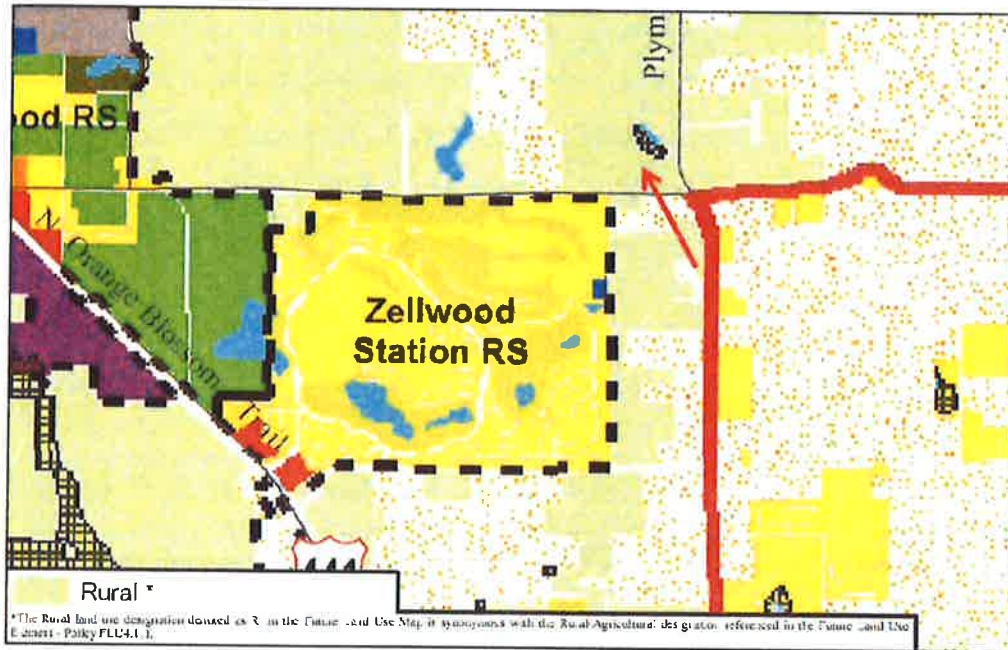 Plym
ood RS
N. Orange Blossom Trail
Zellwood
Station RS
441
Rural *
*The Rural land use designation denoted as R in the Future Land Use Map is synonymous with the Rural/Agricultural designation referenced in the Future Land Use
Element - Policy FLU4.1.1.